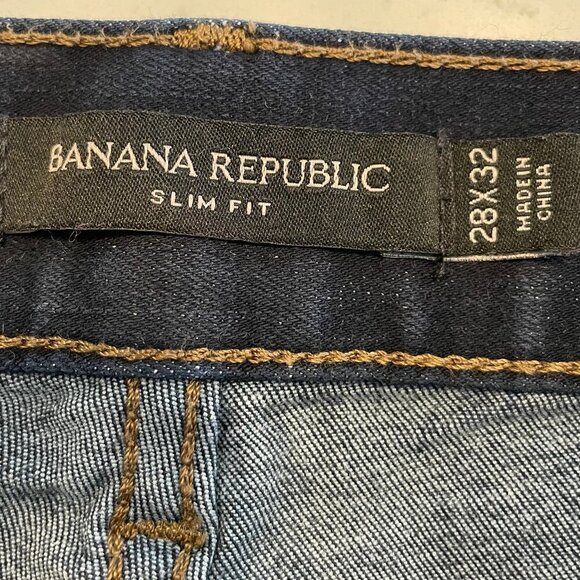 BANANA REPUBLIC
SLIM FIT
28X32
MADE IN
CHINA